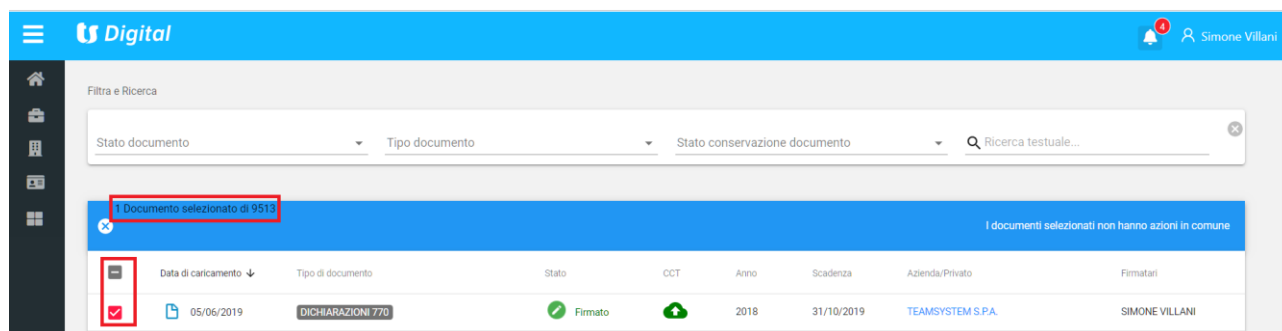 ts Digital
4
Simone Villani
Filtra e Ricerca
Stato documento
Tipo documento
Stato conservazione documento
Ricerca testuale...
1 Documento selezionato di 9513
I documenti selezionati non hanno azioni in comune
Data di caricamento Tipo di documento Stato CCT Anno Scadenza Azienda/Privato Firmatari
05/06/2019 DICHIARAZIONI 770 Firmato 2018 31/10/2019 TEAMSYSTEM S.P.A. SIMONE VILLANI